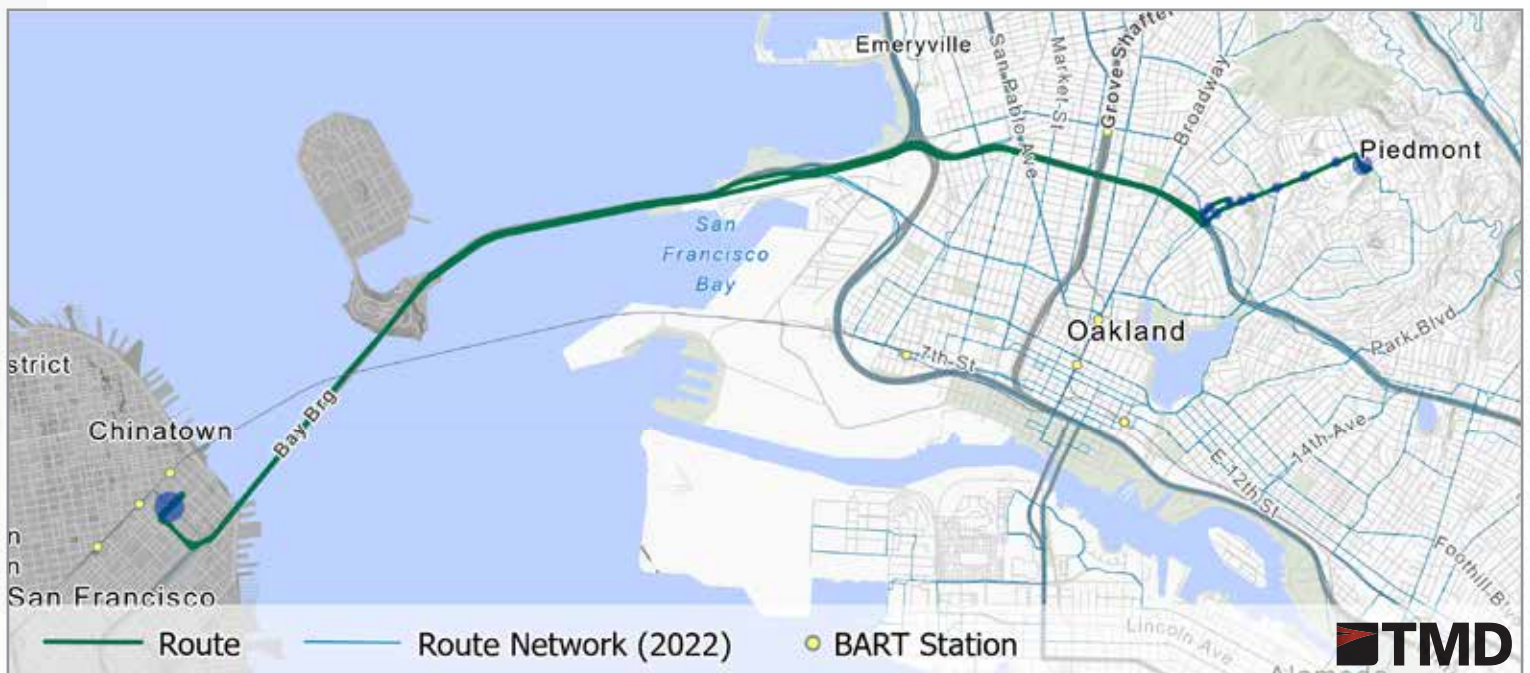 Emeryville
San Pablo Ave
Market St
Grove Shafter
Broadway
Piedmont
San
Francisco
Bay
Oakland
7th St
Park Blvd
strict
Chinatown
Bay Brg
14th Ave
E 12th St
Foothill Blv
n
n
San Francisco
Lincoln Ave
Alameda
Route
Route Network (2022)
BART Station
TMD